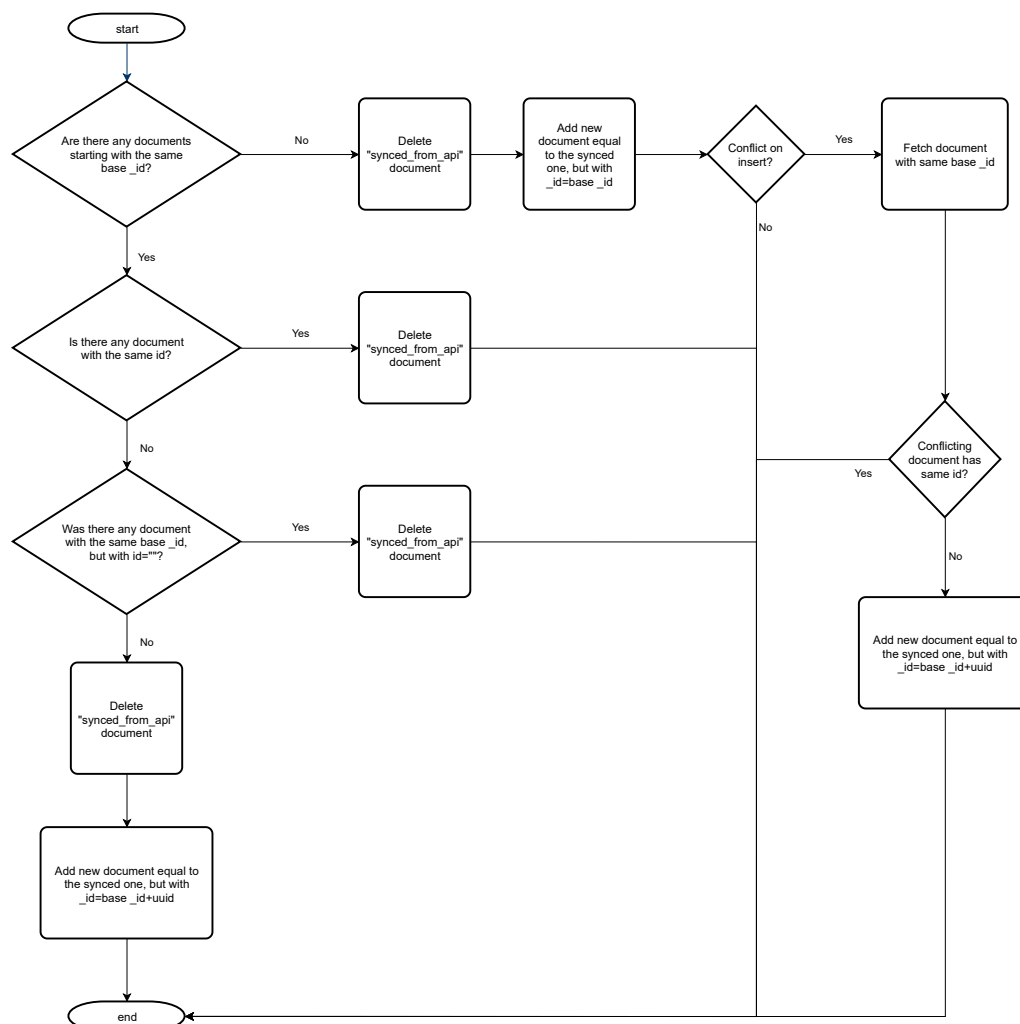 start
Are there any documents
starting with the same
base _id?
No
Delete
"synced_from_api"
document
Add new
document equal
to the synced
one, but with
_id=base _id
Conflict on
insert?
Yes
Fetch document
with same base _id
No
Yes
Is there any document
with the same id?
Yes
Delete
"synced_from_api"
document
No
Conflicting
document has
same id?
Yes
No
Was there any document
with the same base _id,
but with id=""?
Yes
Delete
"synced_from_api"
document
Add new document equal to
the synced one, but with
_id=base _id+uuid
No
Delete
"synced_from_api"
document
Add new document equal to
the synced one, but with
_id=base _id+uuid
end